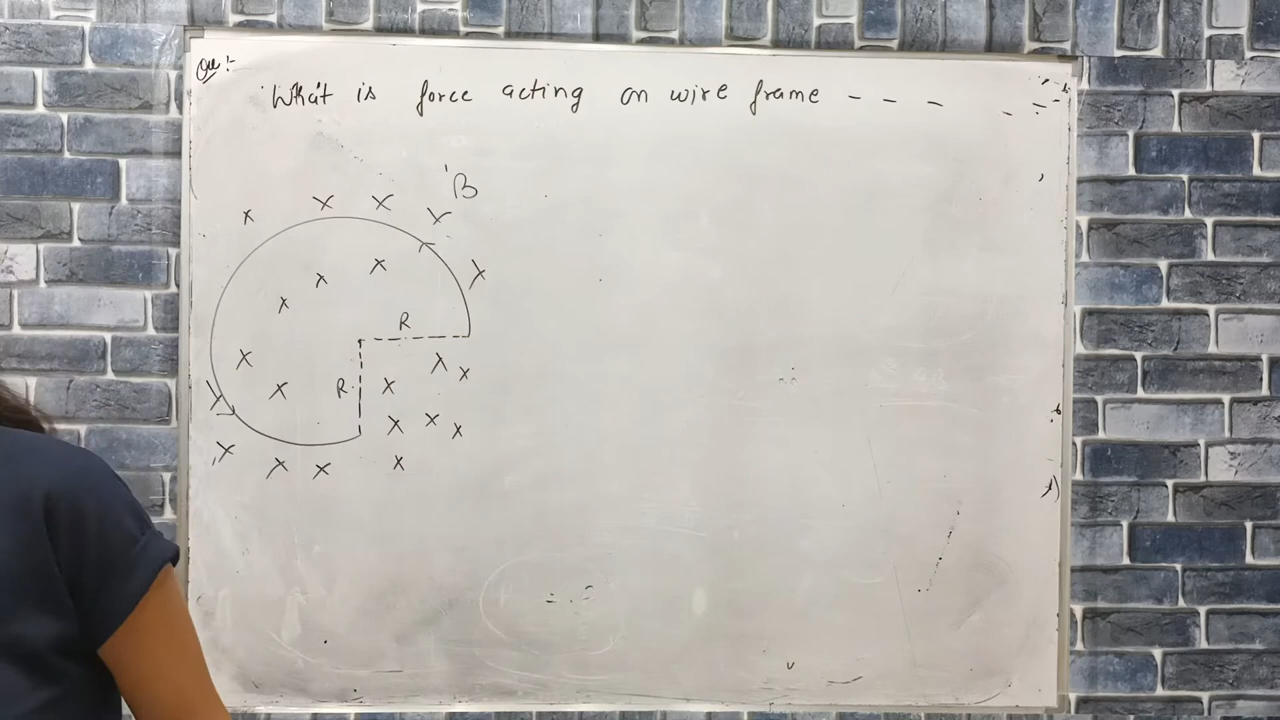 Que:-
What is force acting on wire frame - - - -
B
R
R